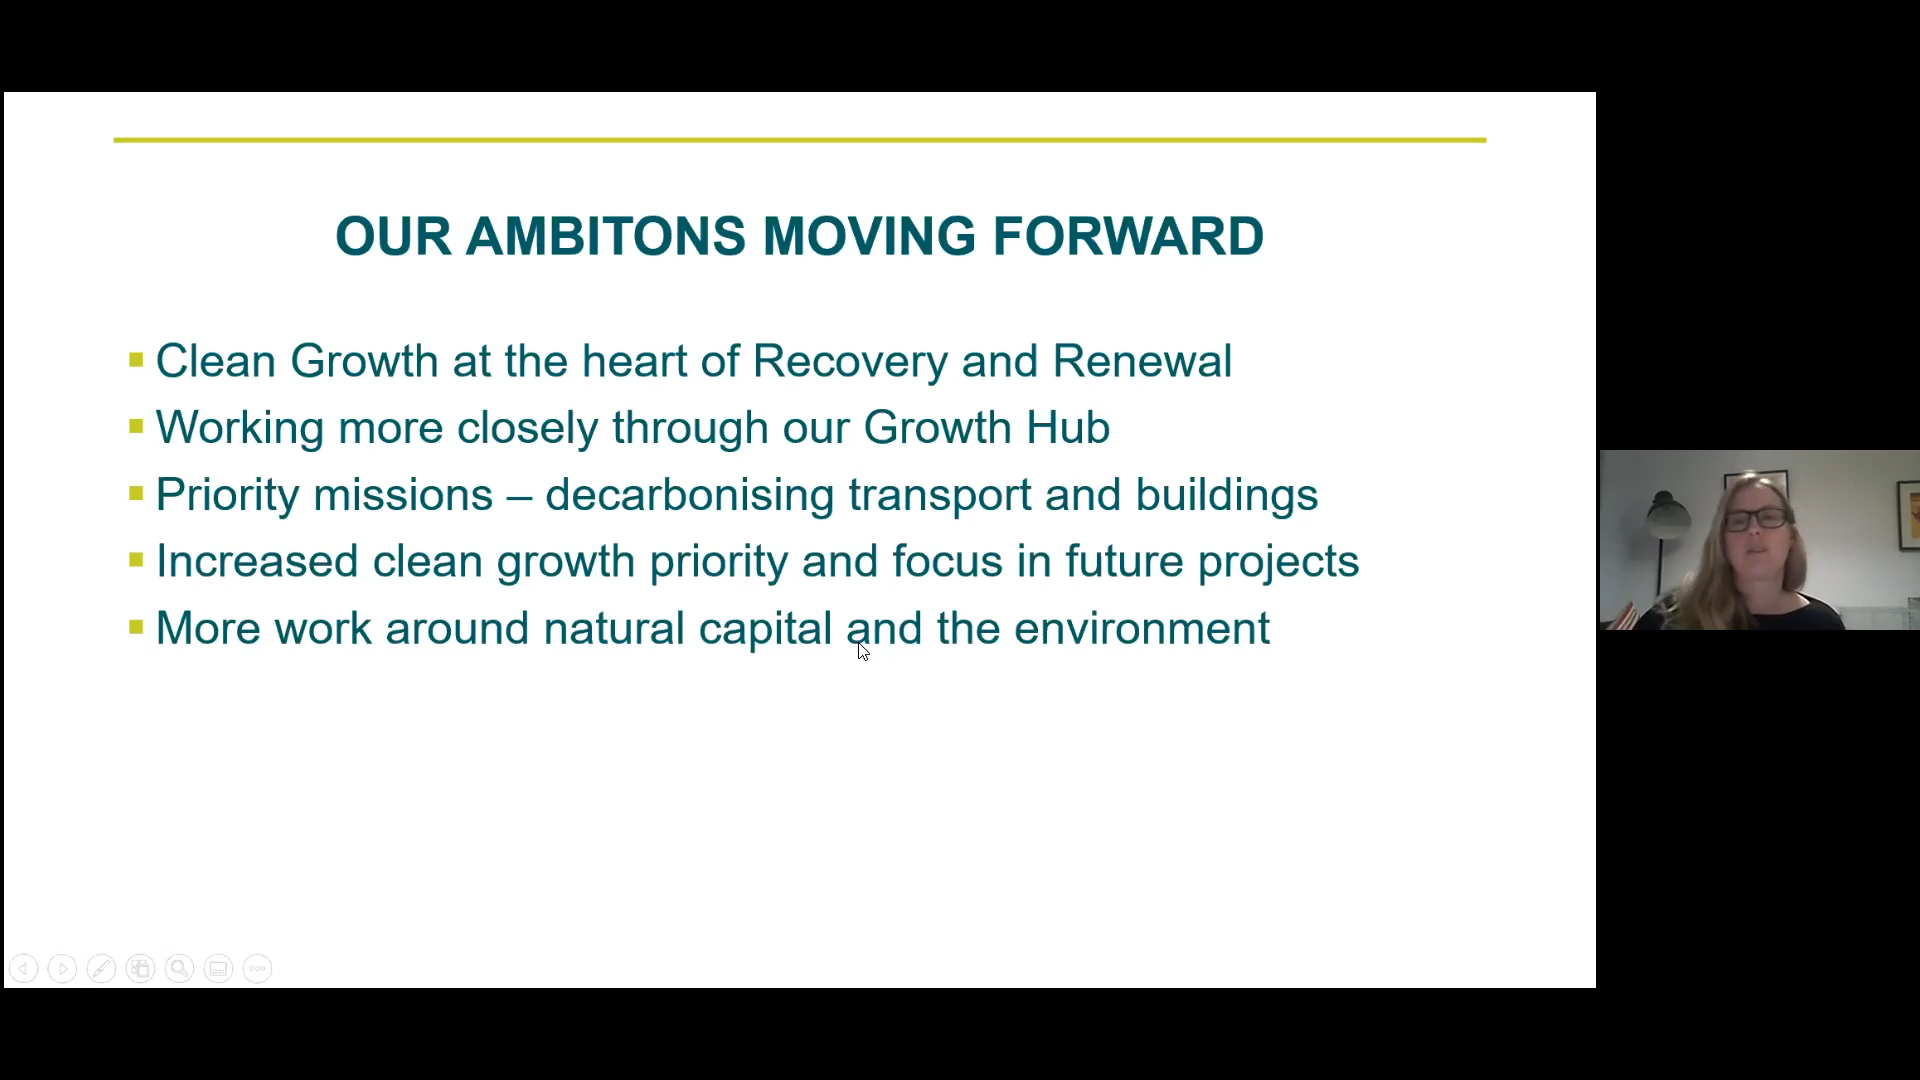 OUR AMBITONS MOVING FORWARD
Clean Growth at the heart of Recovery and Renewal
Working more closely through our Growth Hub
Priority missions – decarbonising transport and buildings
Increased clean growth priority and focus in future projects
More work around natural capital and the environment